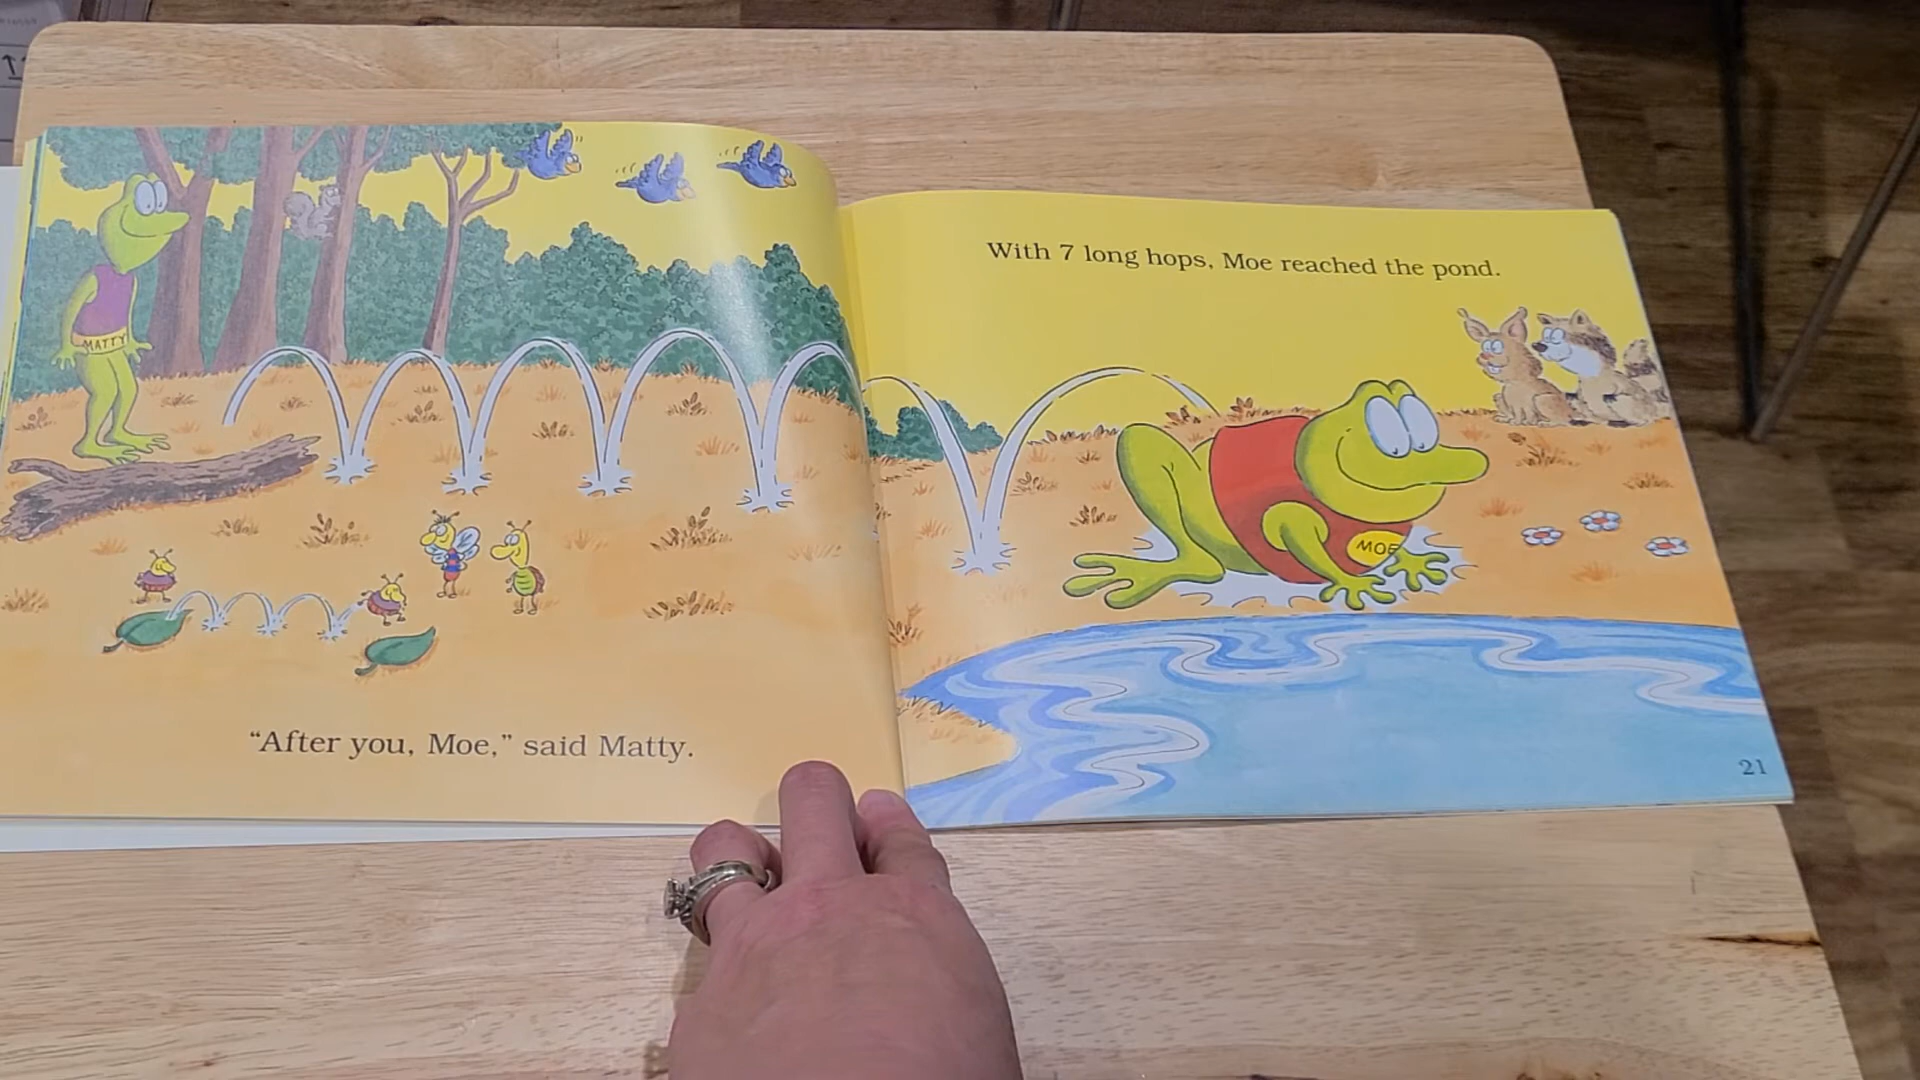 MATTY
"After you, Moe," said Matty.
With 7 long hops, Moe reached the pond.
MOE
21